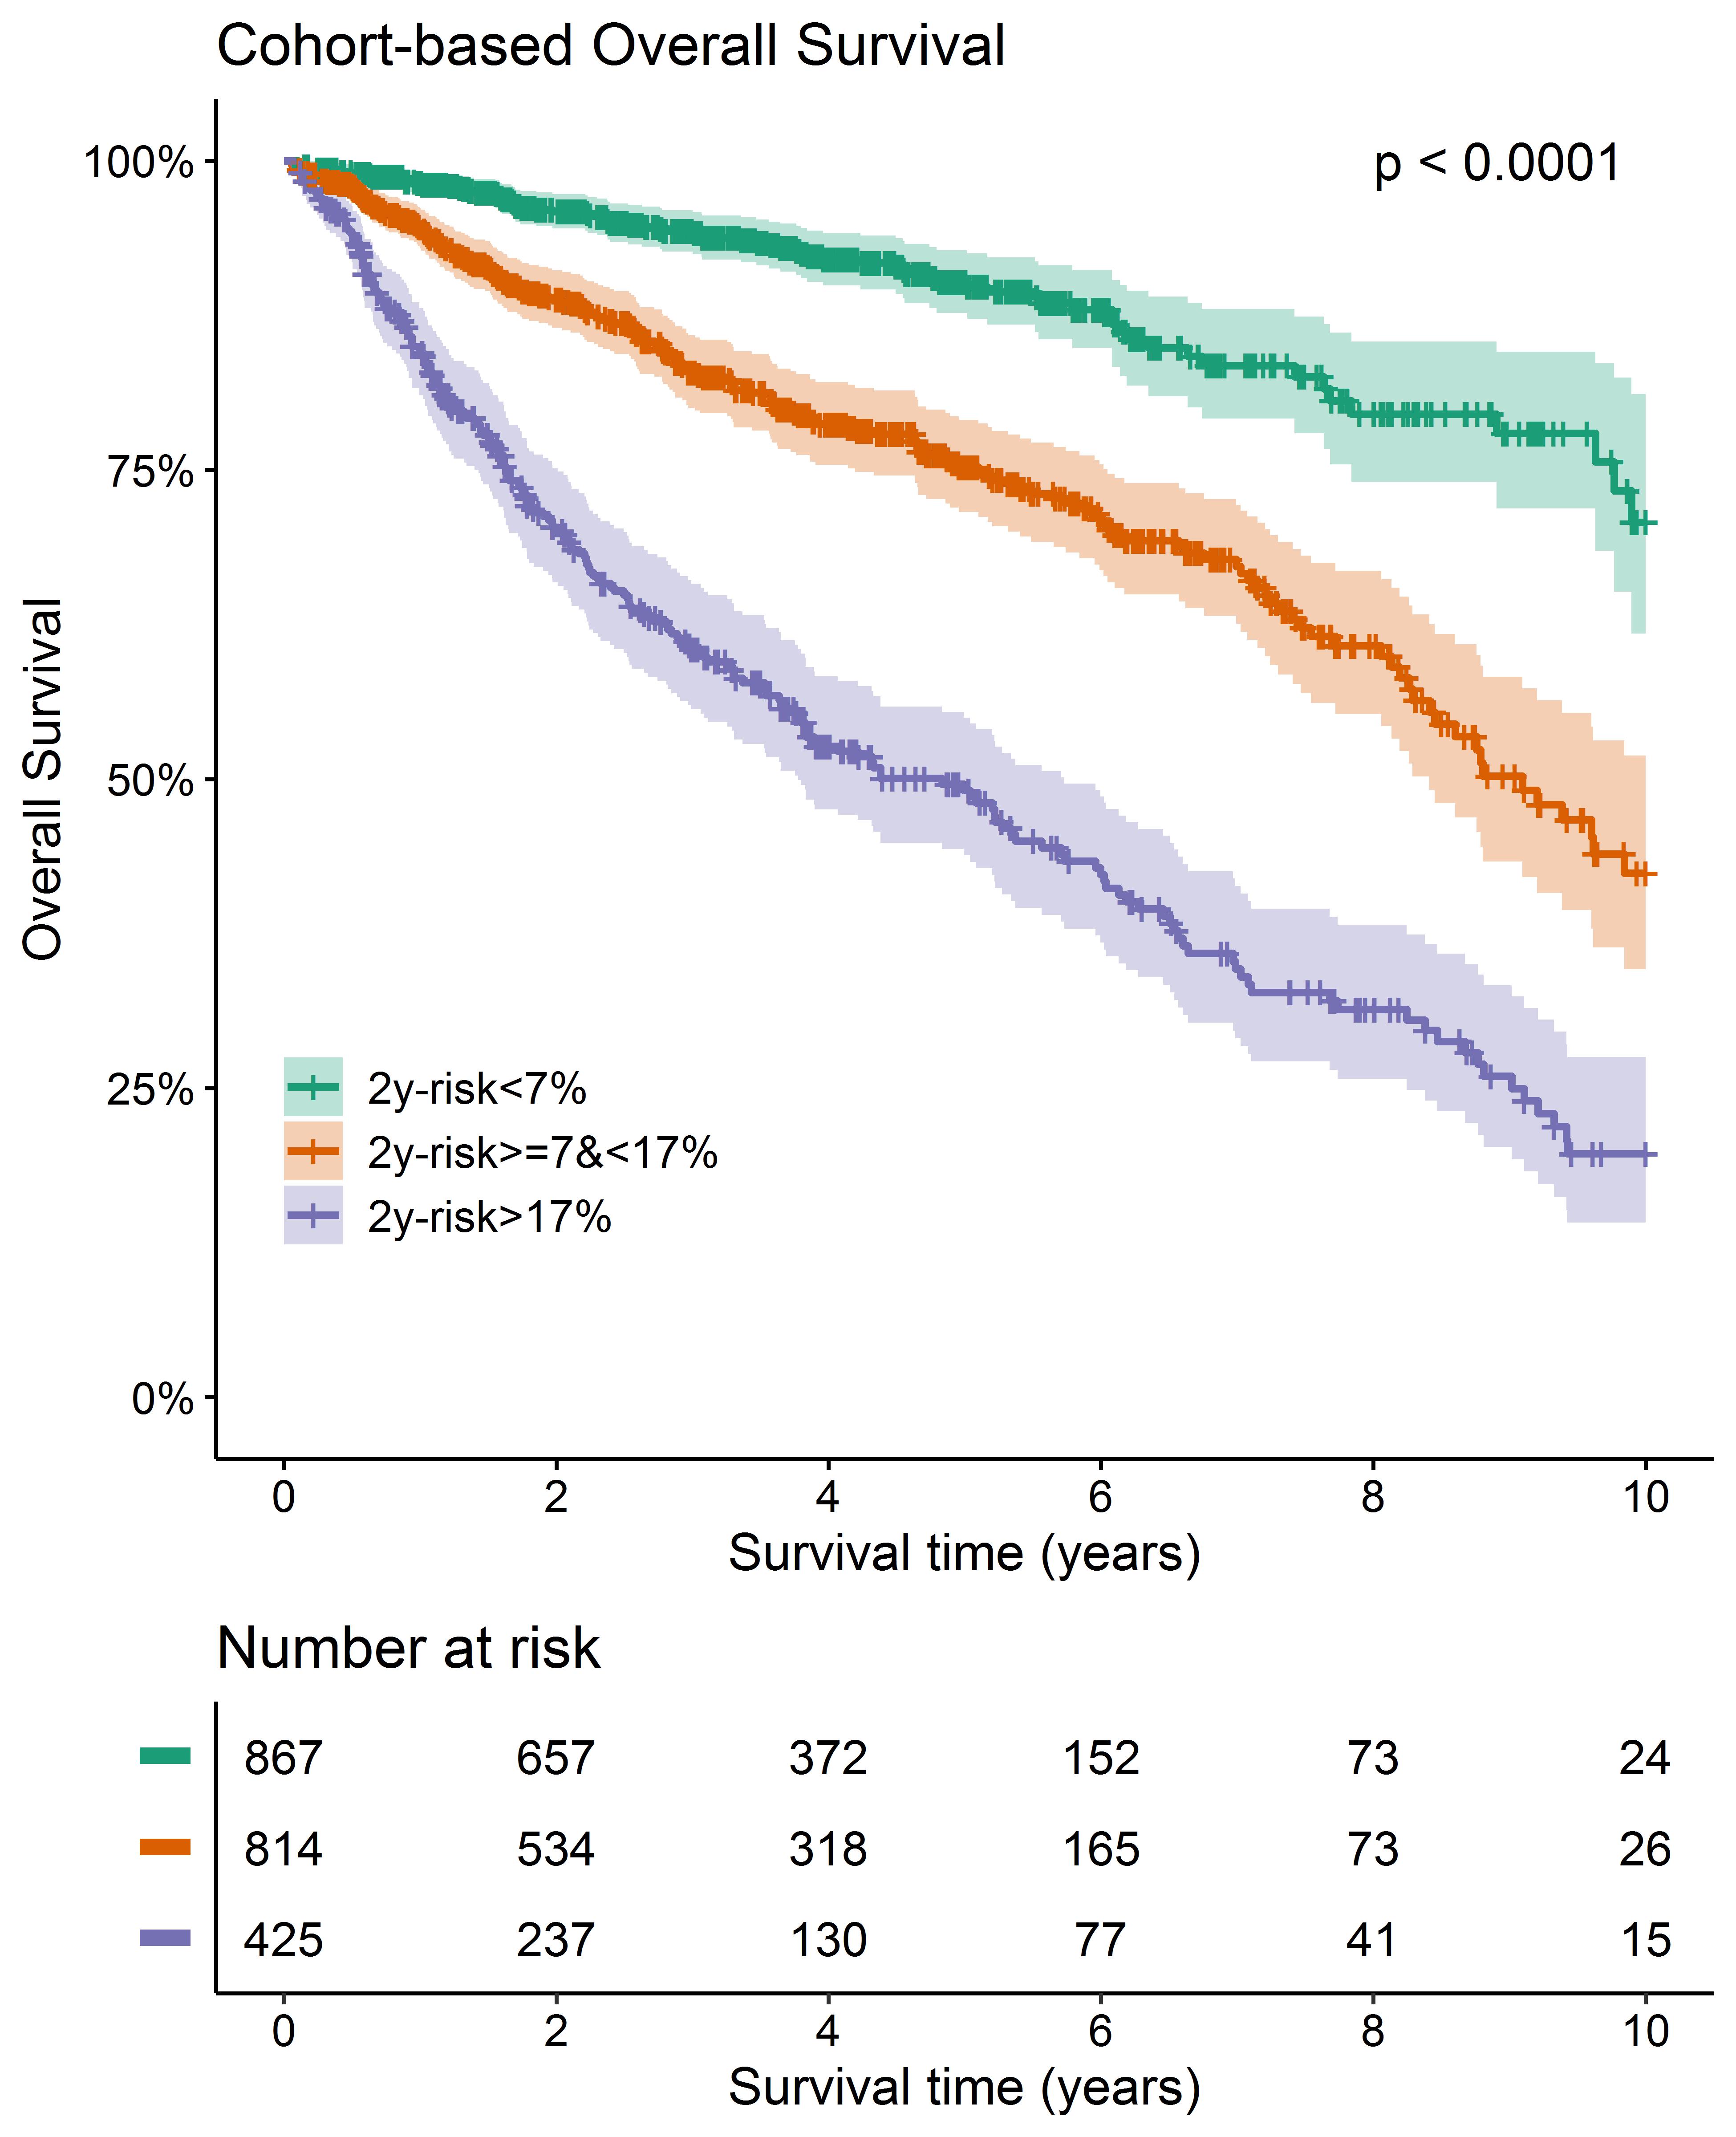 Cohort-based Overall Survival
p < 0.0001
100%
75%
50%
25%
0%
Overall Survival
2y-risk<7%
2y-risk>=7&<17%
2y-risk>17%
0 2 4 6 8 10
Survival time (years)
Number at risk
867 657 372 152 73 24
814 534 318 165 73 26
425 237 130 77 41 15
0 2 4 6 8 10
Survival time (years)